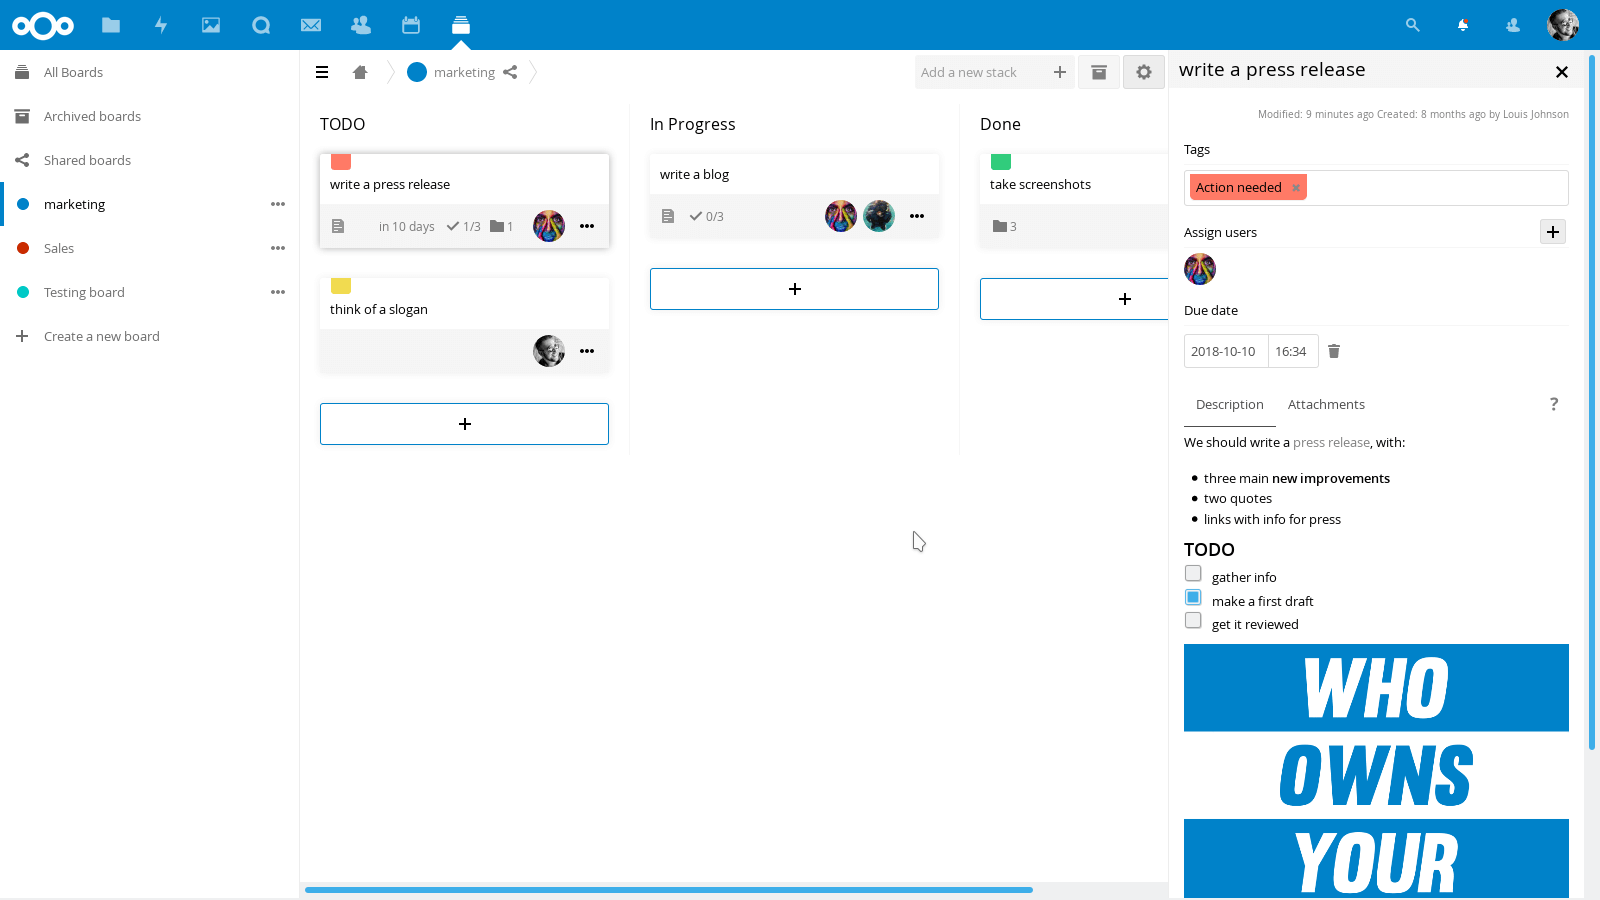 All Boards
Archived boards
Shared boards
marketing
Sales
Testing board
Create a new board
marketing
Add a new stack
TODO
write a press release
in 10 days 1/3 1
think of a slogan
In Progress
write a blog
0/3
Done
take screenshots
3
write a press release
Modified: 9 minutes ago Created: 8 months ago by Louis Johnson
Tags
Action needed
Assign users
Due date
2018-10-10 16:34
Description Attachments ?
We should write a press release, with:
three main new improvements
two quotes
links with info for press
TODO
gather info
make a first draft
get it reviewed
WHO
OWNS
YOUR